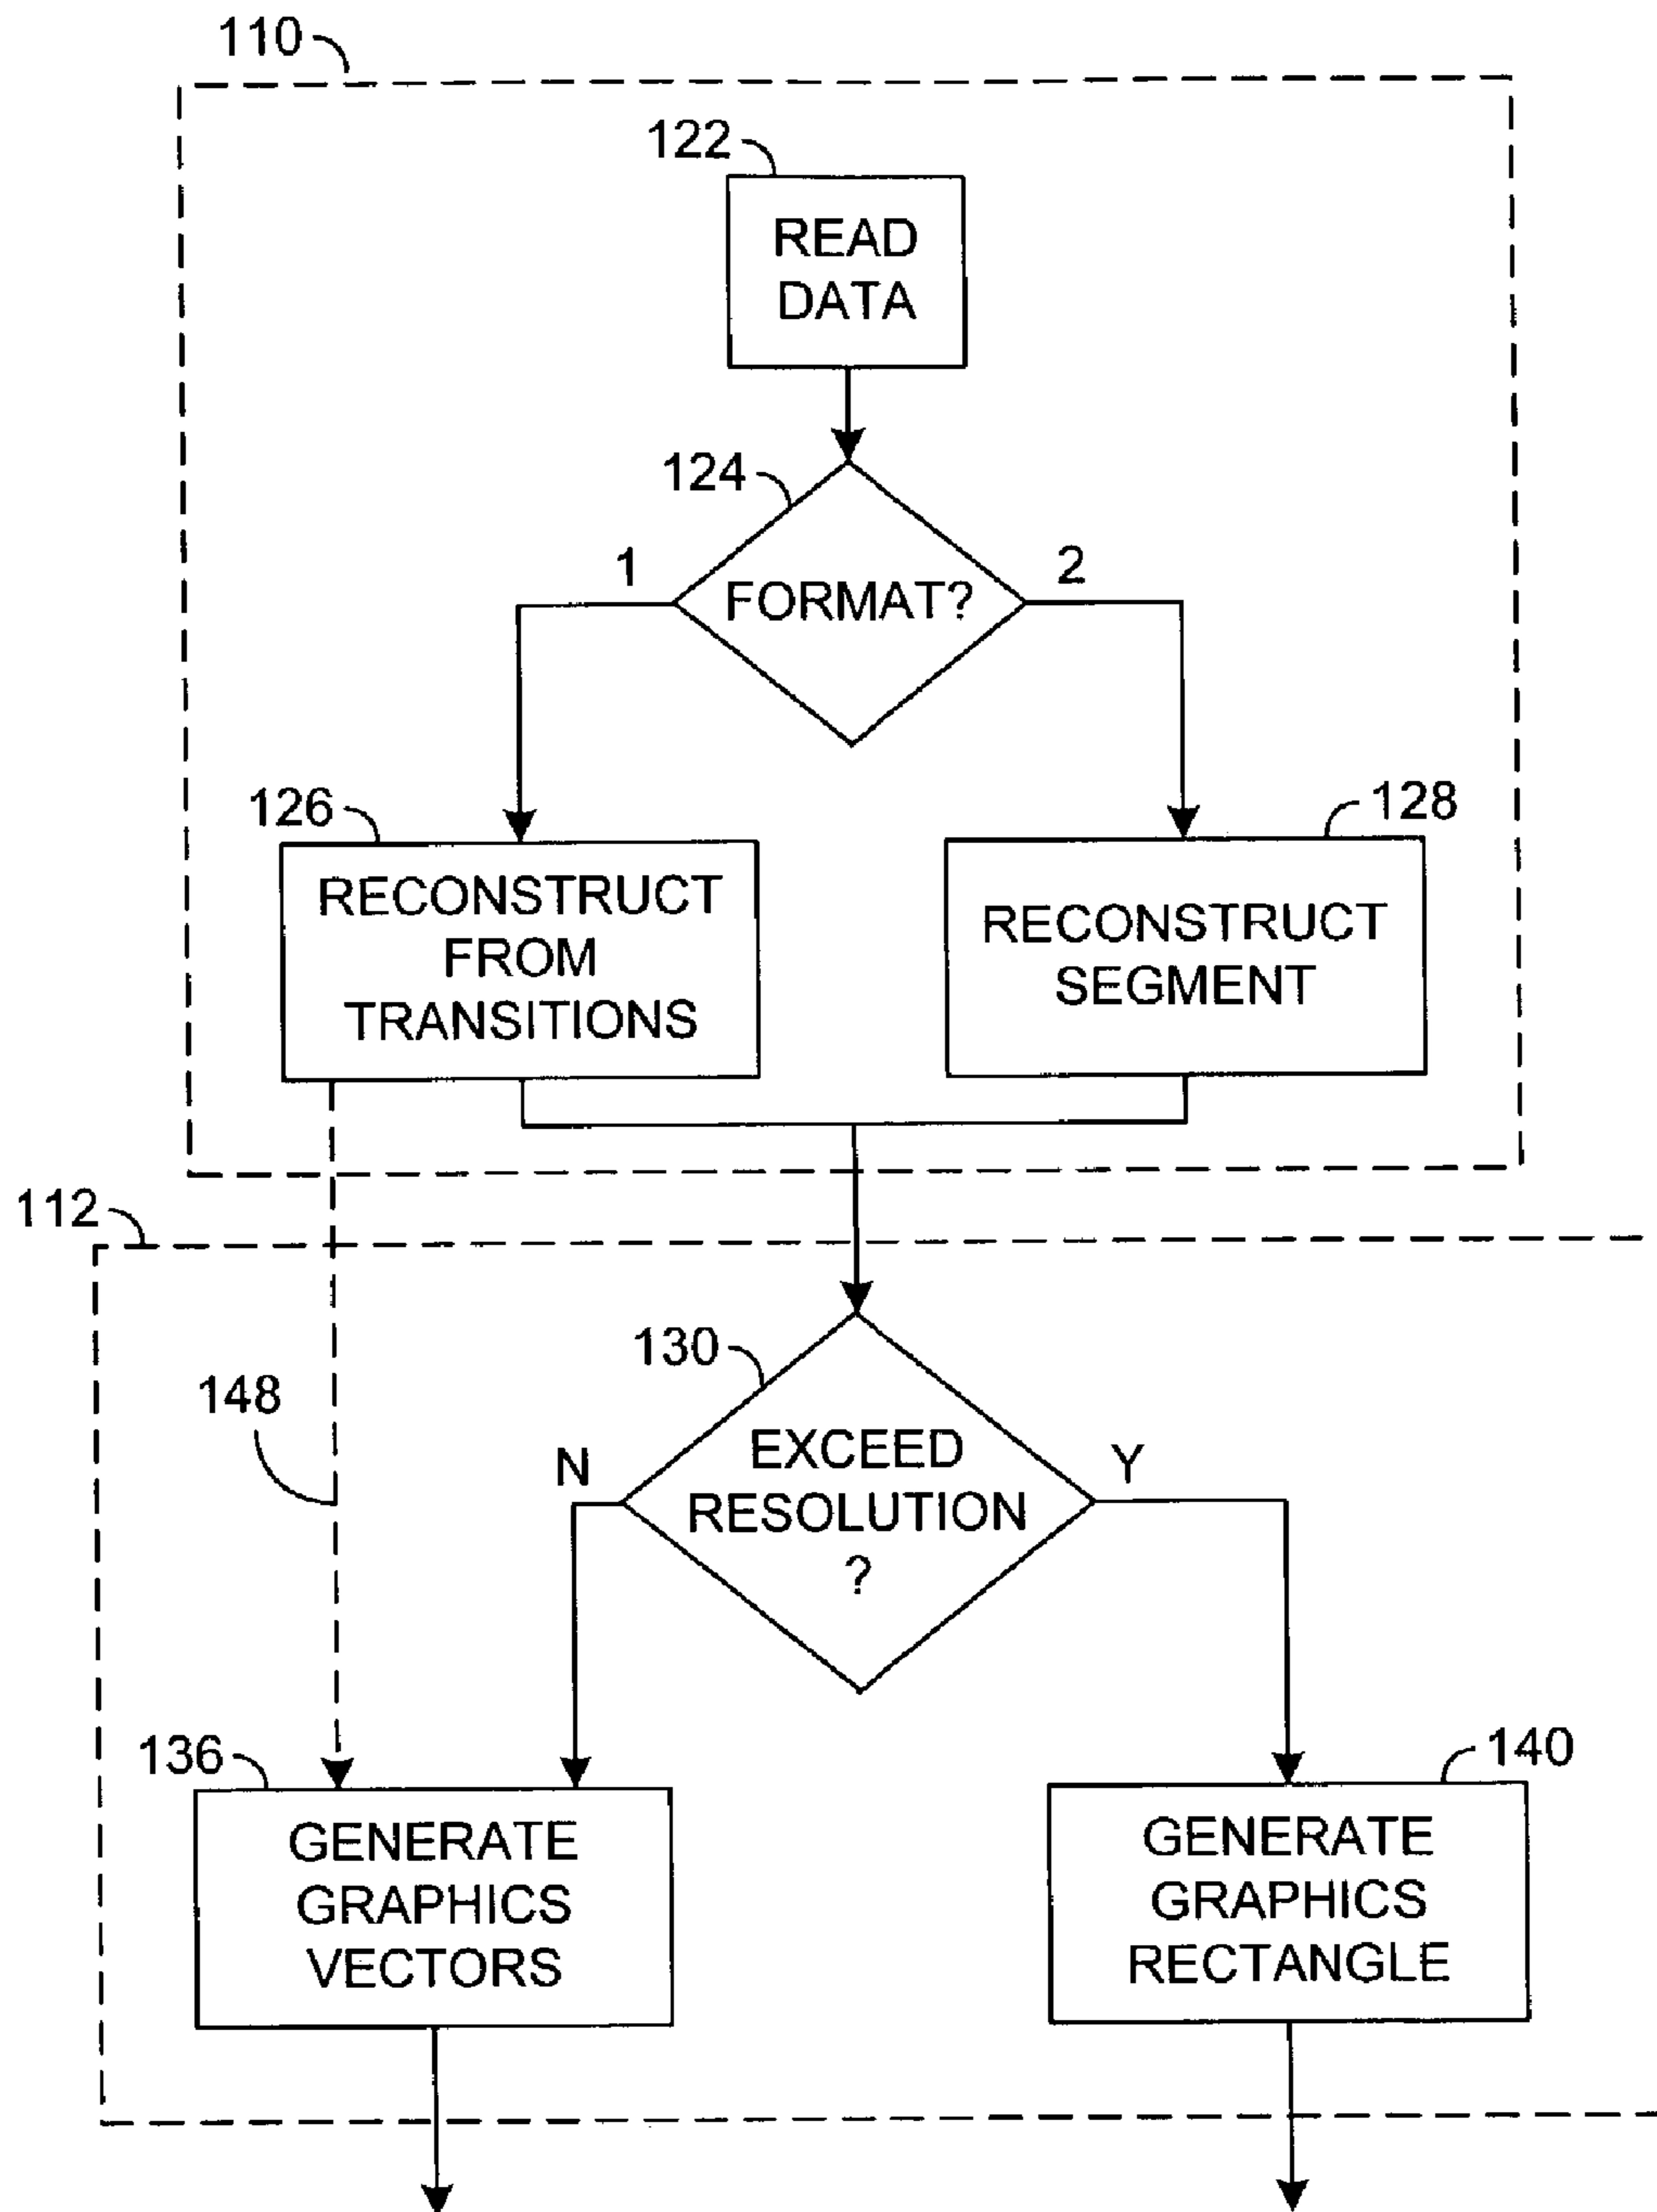 110
122
READ
DATA
124
1
2
FORMAT?
126
128
RECONSTRUCT
FROM
TRANSITIONS
RECONSTRUCT
SEGMENT
112
130
148
N
EXCEED
RESOLUTION
?
Y
136
140
GENERATE
GRAPHICS
VECTORS
GENERATE
GRAPHICS
RECTANGLE